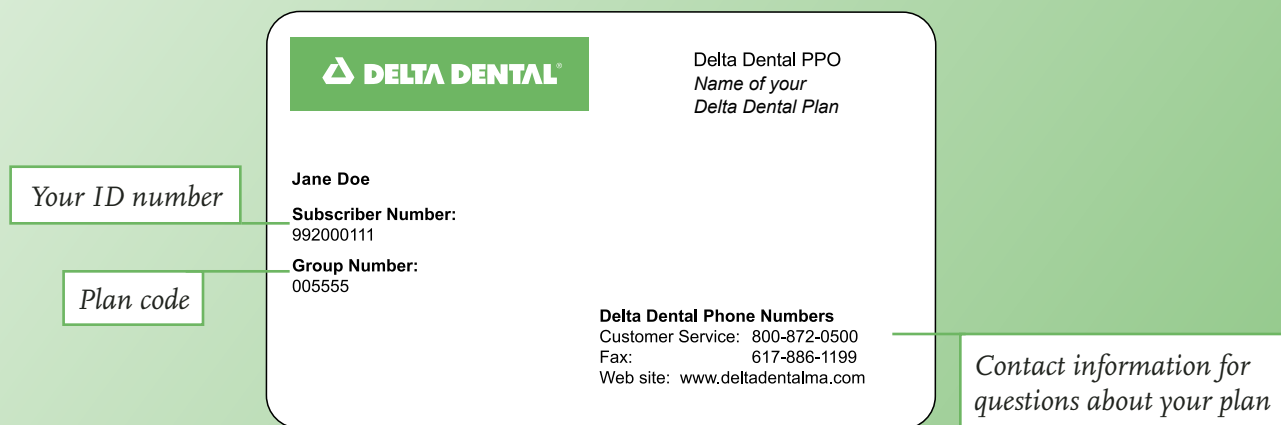 DELTA DENTAL®
Delta Dental PPO
Name of your
Delta Dental Plan
Jane Doe
Your ID number
Subscriber Number:
992000111
Group Number:
005555
Plan code
Delta Dental Phone Numbers
Customer Service: 800-872-0500
Fax: 617-886-1199
Web site: www.deltadentalma.com
Contact information for
questions about your plan